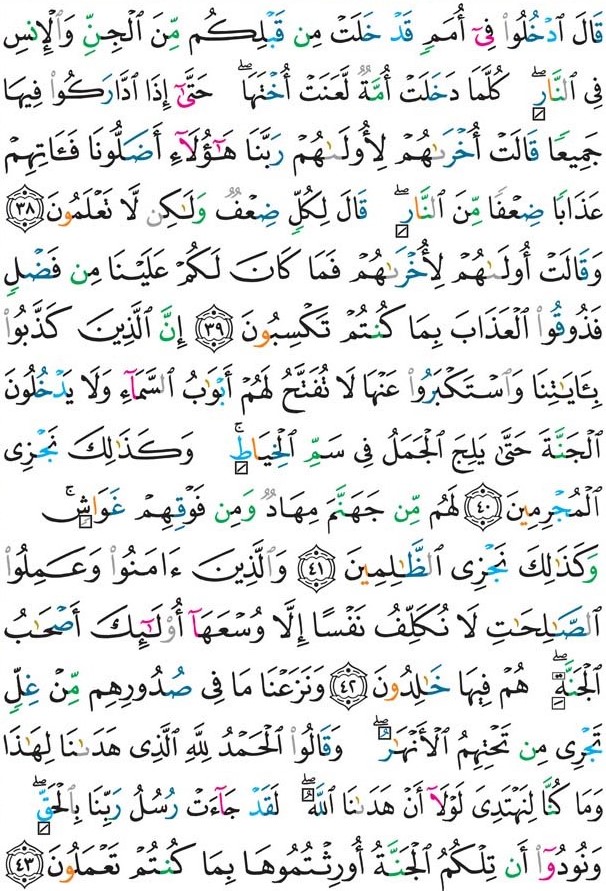 قَالَ ٱدْخُلُوا۟ فِىٓ أُمَمٍ قَدْ خَلَتْ مِن قَبْلِكُم مِّنَ ٱلْجِنِّ وَٱلْإِنسِ
فِى ٱلنَّارِ ۖ كُلَّمَا دَخَلَتْ أُمَّةٌ لَّعَنَتْ أُخْتَهَا ۖ حَتَّىٰٓ إِذَا ٱدَّارَكُوا۟ فِيهَا
جَمِيعًا قَالَتْ أُخْرَىٰهُمْ لِأُولَىٰهُمْ رَبَّنَا هَٰٓؤُلَآءِ أَضَلُّونَا فَـَٔاتِهِمْ
عَذَابًا ضِعْفًا مِّنَ ٱلنَّارِ ۖ قَالَ لِكُلٍّ ضِعْفٌ وَلَٰكِن لَّا تَعْلَمُونَ ٣٨
وَقَالَتْ أُولَىٰهُمْ لِأُخْرَىٰهُمْ فَمَا كَانَ لَكُمْ عَلَيْنَا مِن فَضْلٍ
فَذُوقُوا۟ ٱلْعَذَابَ بِمَا كُنتُمْ تَكْسِبُونَ ٣٩ إِنَّ ٱلَّذِينَ كَذَّبُوا۟
بِـَٔايَٰتِنَا وَٱسْتَكْبَرُوا۟ عَنْهَا لَا تُفَتَّحُ لَهُمْ أَبْوَٰبُ ٱلسَّمَآءِ وَلَا يَدْخُلُونَ
ٱلْجَنَّةَ حَتَّىٰ يَلِجَ ٱلْجَمَلُ فِى سَمِّ ٱلْخِيَاطِ ۚ وَكَذَٰلِكَ نَجْزِى
ٱلْمُجْرِمِينَ ٤٠ لَهُم مِّن جَهَنَّمَ مِهَادٌ وَمِن فَوْقِهِمْ غَوَاشٍ ۚ
وَكَذَٰلِكَ نَجْزِى ٱلظَّٰلِمِينَ ٤١ وَٱلَّذِينَ ءَامَنُوا۟ وَعَمِلُوا۟
ٱلصَّٰلِحَٰتِ لَا نُكَلِّفُ نَفْسًا إِلَّا وُسْعَهَآ أُو۟لَٰٓئِكَ أَصْحَٰبُ
ٱلْجَنَّةِ ۖ هُمْ فِيهَا خَٰلِدُونَ ٤٢ وَنَزَعْنَا مَا فِى صُدُورِهِم مِّنْ غِلٍّ
تَجْرِى مِن تَحْتِهِمُ ٱلْأَنْهَٰرُ ۖ وَقَالُوا۟ ٱلْحَمْدُ لِلَّهِ ٱلَّذِى هَدَىٰنَا لِهَٰذَا
وَمَا كُنَّا لِنَهْتَدِىَ لَوْلَآ أَنْ هَدَىٰنَا ٱللَّهُ ۖ لَقَدْ جَآءَتْ رُسُلُ رَبِّنَا بِٱلْحَقِّ ۖ
وَنُودُوٓا۟ أَن تِلْكُمُ ٱلْجَنَّةُ أُورِثْتُمُوهَا بِمَا كُنتُمْ تَعْمَلُونَ ٤٣